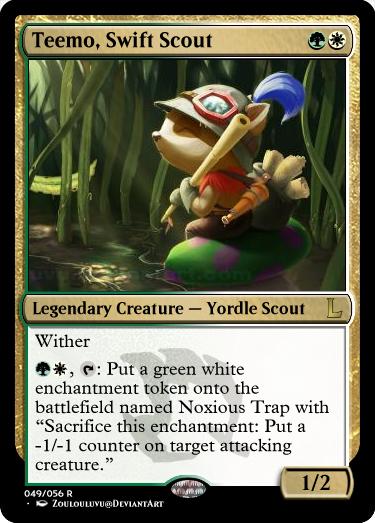 Teemo, Swift Scout
Legendary Creature — Yordle Scout
L
Wither
, : Put a green white
enchantment token onto the
battlefield named Noxious Trap with
“Sacrifice this enchantment: Put a
-1/-1 counter on target attacking
creature.”
1/2
049/056 R
Zoulouluvu@DeviantArt